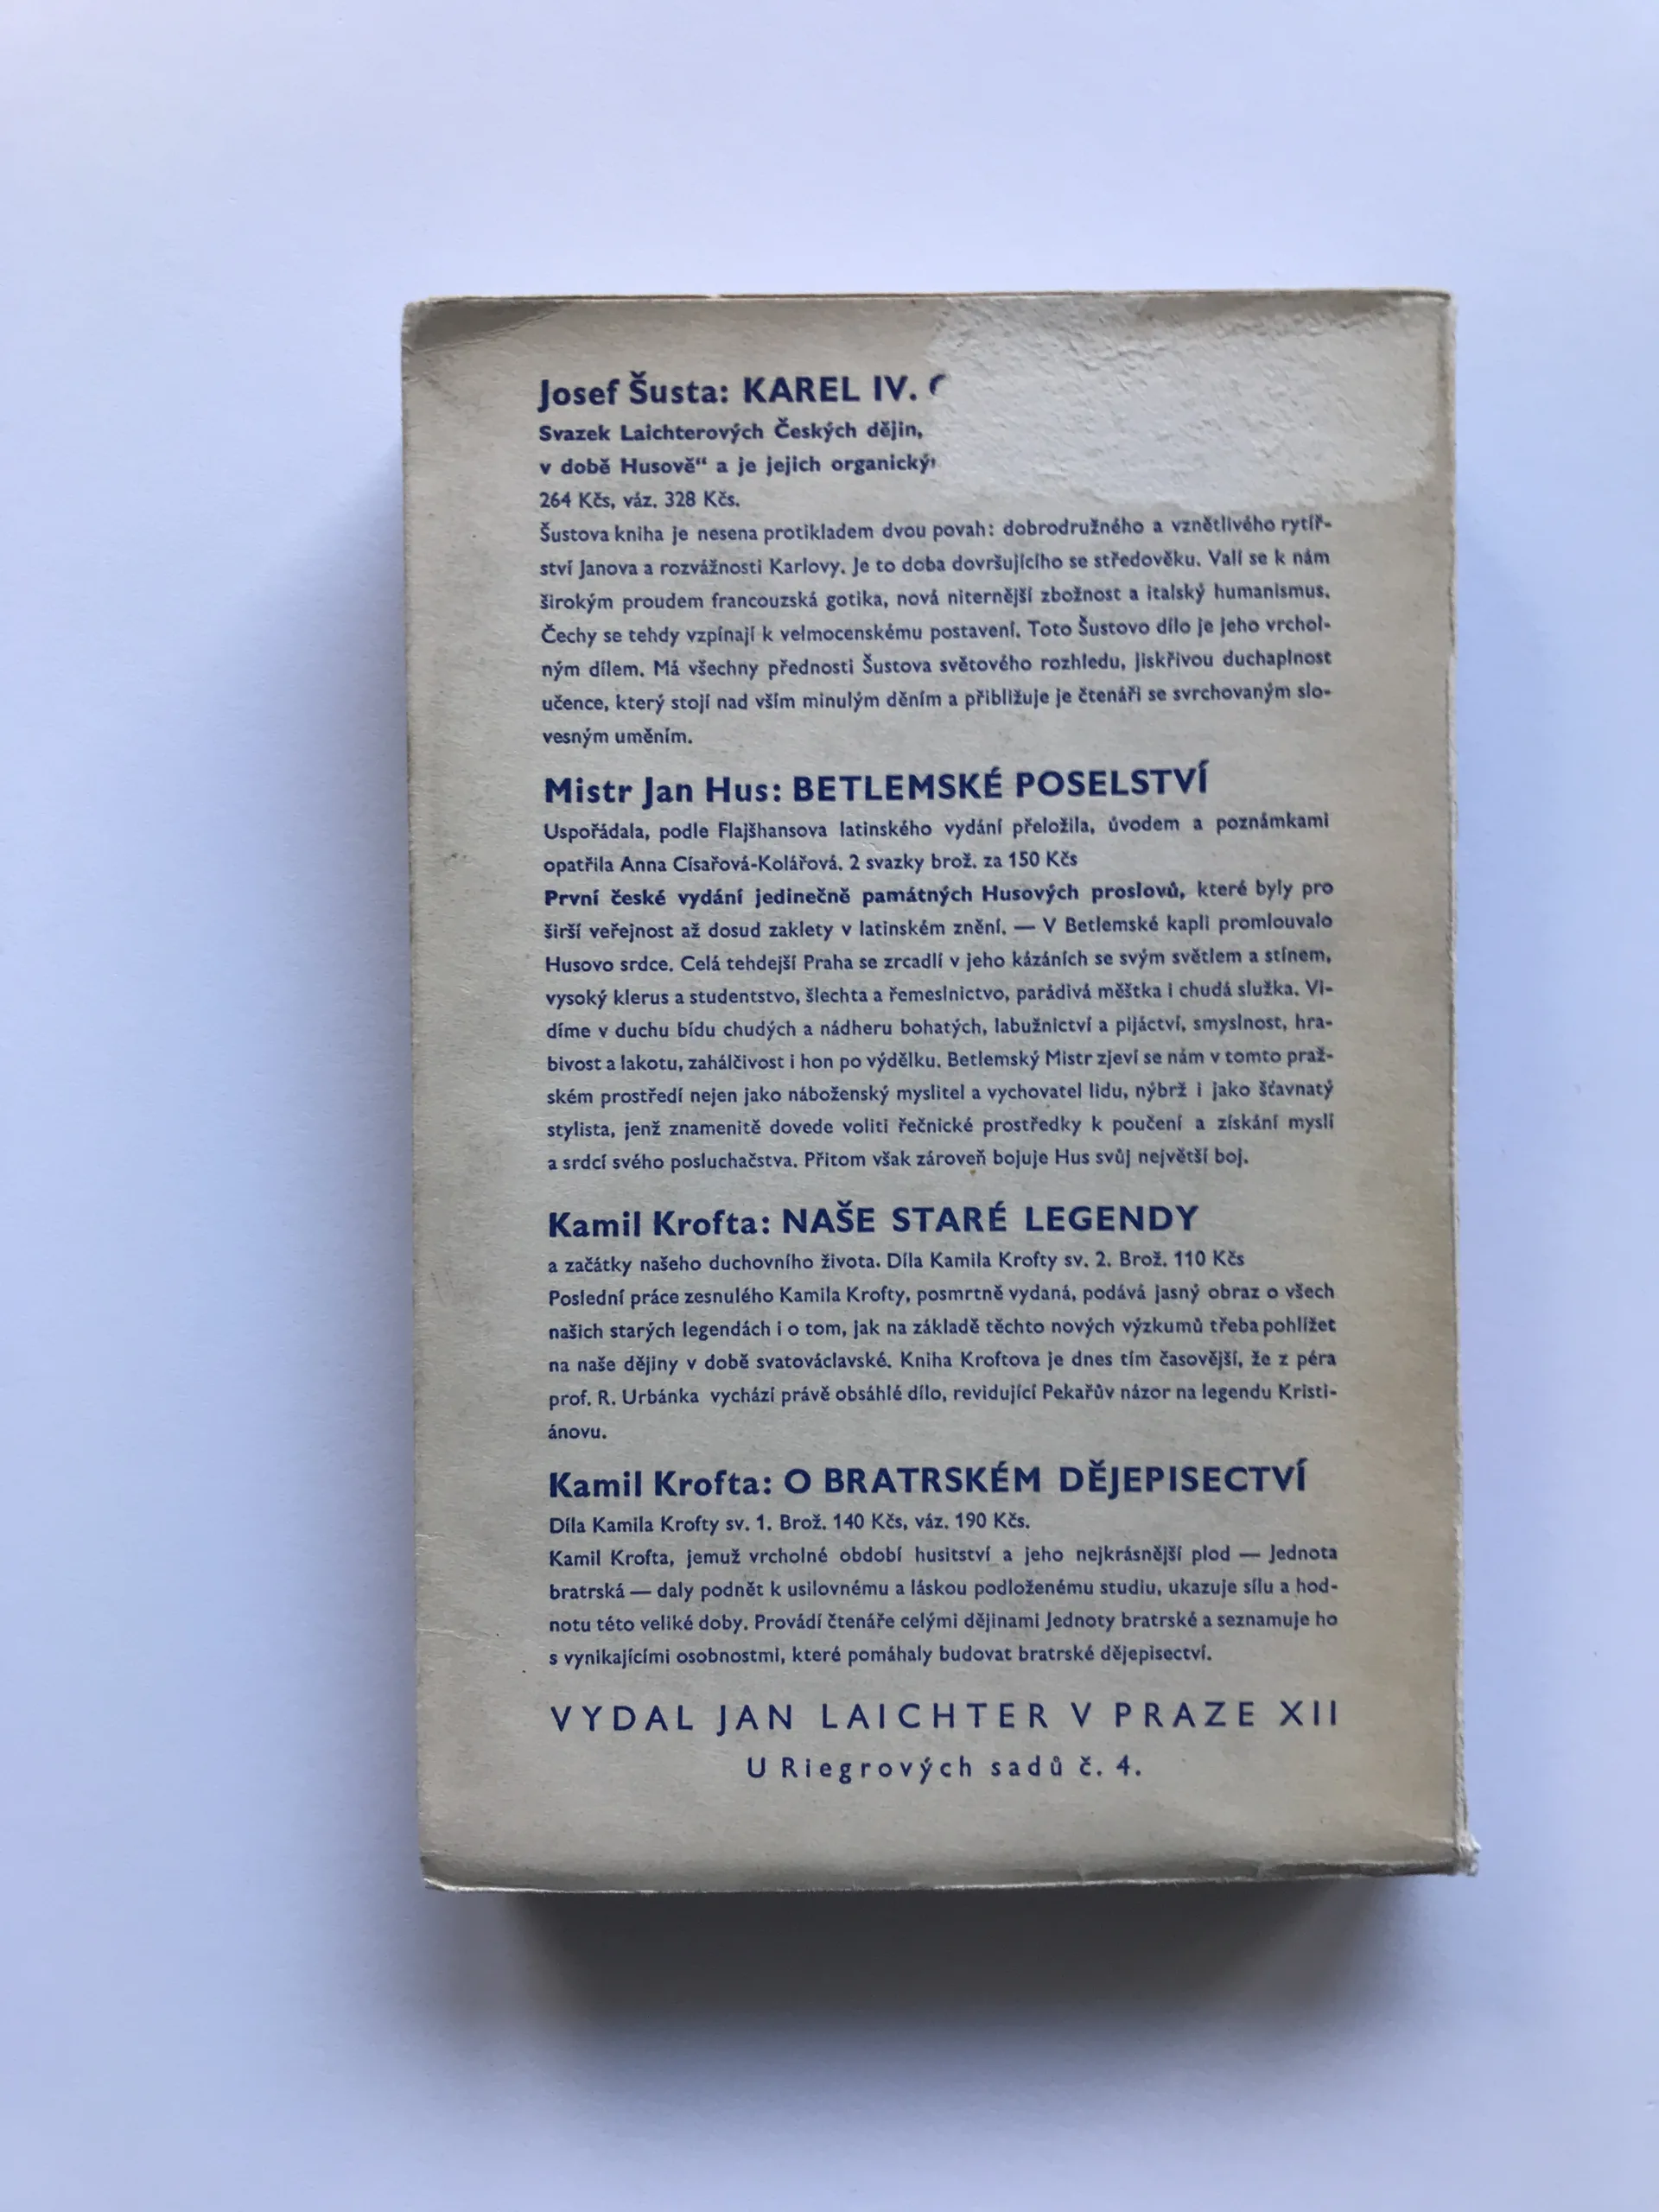 Josef Šusta: KAREL IV.
Svazek Laichterových Českých dějin,
v době Husově“ a je jejich
264 Kčs, váz. 328 Kčs.
Šustova kniha je nesena protikladem dvou povah: dobrodružného a vznětlivého rytíř-
ství Janova a rozvážnosti Karlovy. Je to doba dovršujícího se středověku. Valí se k nám
širokým proudem francouzská gotika, nová niternější zbožnost a italský humanismus.
Čechy se tehdy vzpínají k velmocenskému postavení. Toto Šustovo dílo je jeho vrchol-
ným dílem. Má všechny přednosti Šustova světového rozhledu, jiskřivou duchaplnost
učence, který stojí nad vším minulým děním a přibližuje je čtenáři se svrchovaným slo-
vesným uměním.
Mistr Jan Hus: BETLEMSKÉ POSELSTVÍ
Uspořádala, podle Flajšhansova latinského vydání přeložila, úvodem a poznámkami
opatřila Anna Císařová-Kolářová. 2 svazky brož. za 150 Kčs
První české vydání jedinečně památných Husových proslovů, které byly pro
širší veřejnost až dosud zaklety v latinském znění. — V Betlemské kapli promlouvalo
Husovo srdce. Celá tehdejší Praha se zrcadlí v jeho kázáních se svým světlem a stínem,
vysoký klerus a studentstvo, šlechta a řemeslnictvo, parádivá měštka i chudá služka. Vi-
díme v duchu bídu chudých a nádheru bohatých, labužnictví a pijáctví, smyslnost, hra-
bivost a lakotu, zahálčivost i hon po výdělku. Betlemský Mistr zjeví se nám v tomto praž-
ském prostředí nejen jako náboženský myslitel a vychovatel lidu, nýbrž i jako šťavnatý
stylista, jenž znamenitě dovede voliti řečnické prostředky k poučení a získání myslí
a srdcí svého posluchačstva. Přitom však zároveň bojuje Hus svůj největší boj.
Kamil Krofta: NAŠE STARÉ LEGENDY
a začátky našeho duchovního života. Díla Kamila Krofty sv. 2. Brož. 110 Kčs
Poslední práce zesnulého Kamila Krofty, posmrtně vydaná, podává jasný obraz o všech
našich starých legendách i o tom, jak na základě těchto nových výzkumů třeba pohlížet
na naše dějiny v době svatováclavské. Kniha Kroftova je dnes tím časovější, že z péra
prof. R. Urbánka vychází právě obsáhlé dílo, revidující Pekařův názor na legendu Kristi-
ánovu.
Kamil Krofta: O BRATRSKÉM DĚJEPISECTVÍ
Díla Kamila Krofty sv. 1. Brož. 140 Kčs, váz. 190 Kčs.
Kamil Krofta, jemuž vrcholné období husitství a jeho nejkrásnější plod — Jednota
bratrská — daly podnět k usilovnému a láskou podloženému studiu, ukazuje sílu a hod-
notu této veliké doby. Provádí čtenáře celými dějinami Jednoty bratrské a seznamuje ho
s vynikajícími osobnostmi, které pomáhaly budovat bratrské dějepisectví.
VYDAL JAN LAICHTER V PRAZE XII
U Riegrových sadů č. 4.